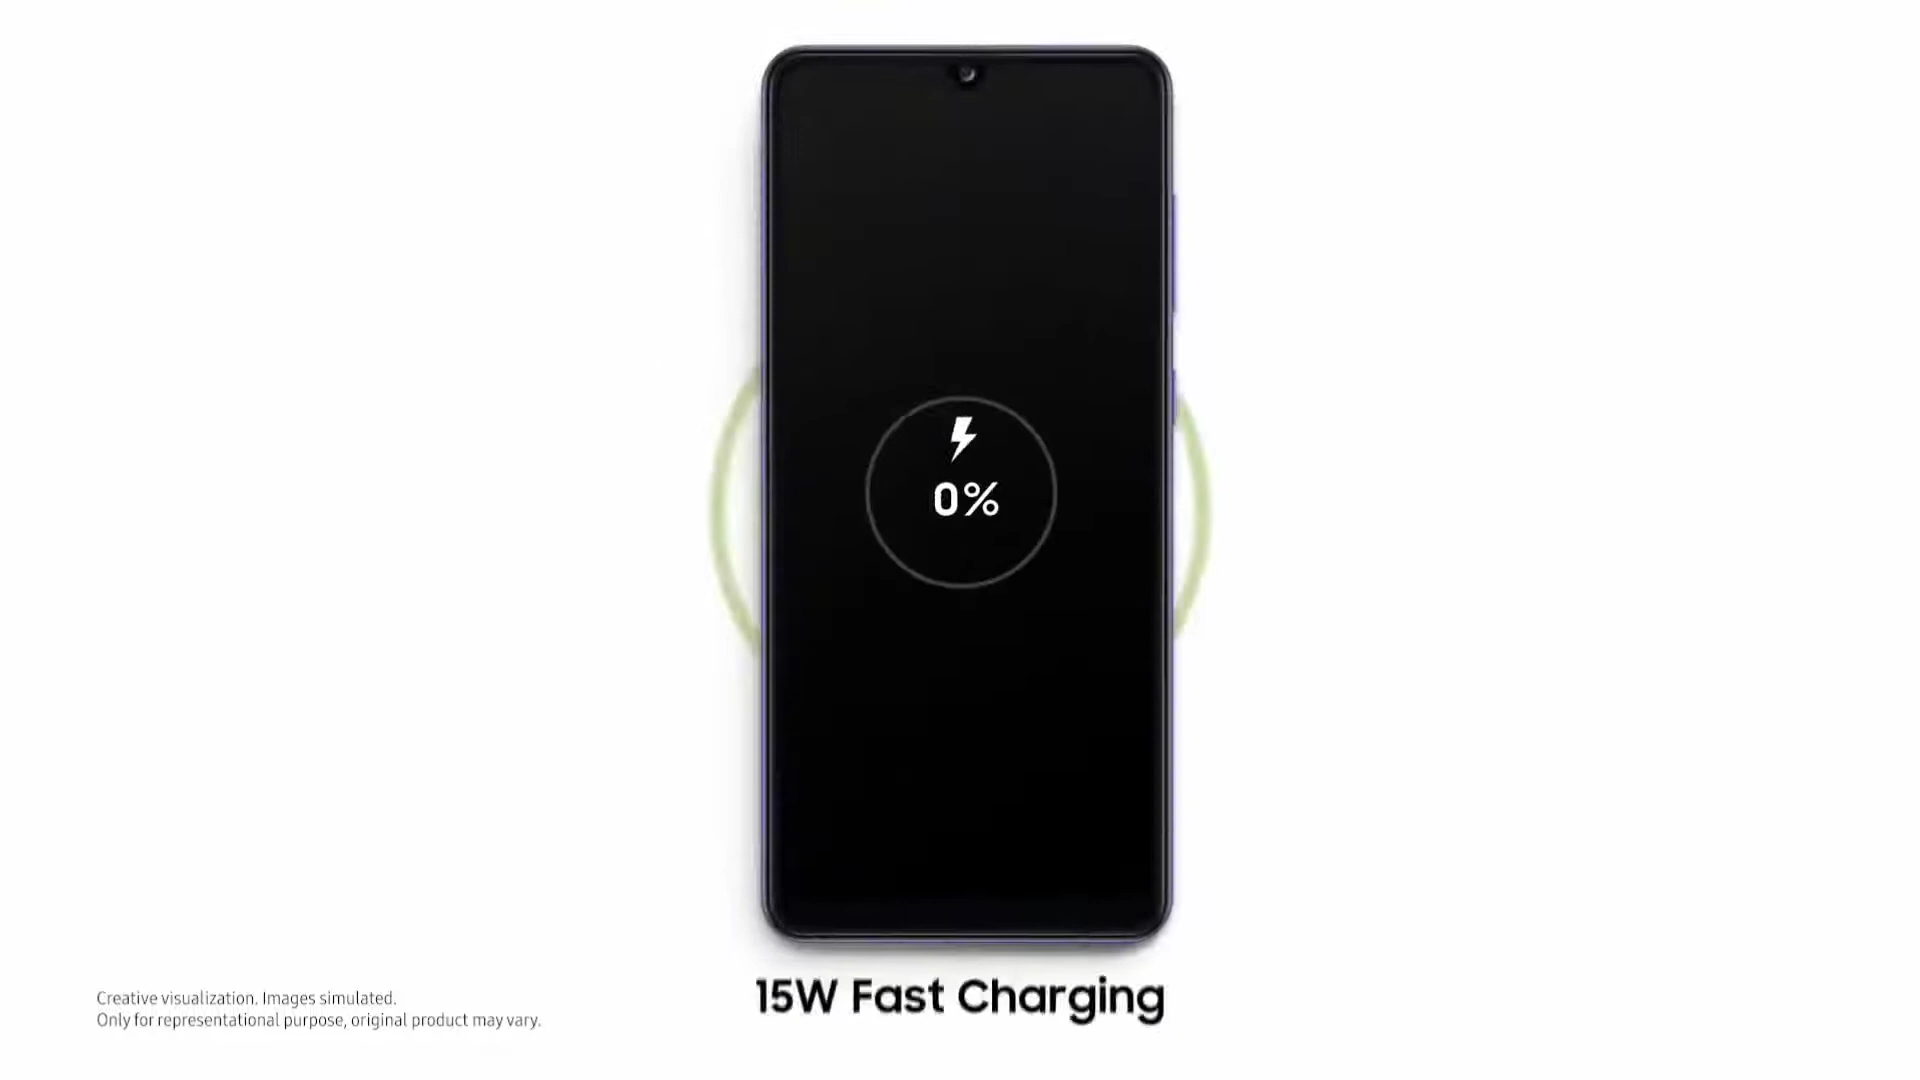 0%
15W Fast Charging
Creative visualization. Images simulated.
Only for representational purpose, original product may vary.